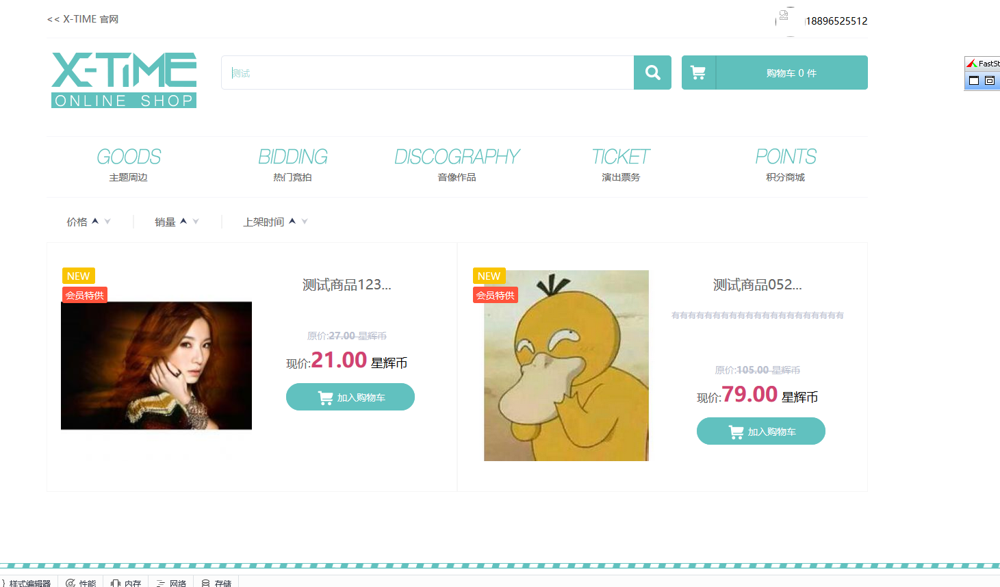 << X-TIME 官网
18896525512
X-TIME
ONLINE SHOP
测试
购物车 0 件
FastSt
GOODS
主题周边
BIDDING
热门竞拍
DISCOGRAPHY
音像作品
TICKET
演出票务
POINTS
积分商城
价格
销量
上架时间
NEW
会员特供
测试商品123...
原价:27.00 星辉币
现价:21.00 星辉币
加入购物车
NEW
会员特供
测试商品052...
有有有有有有有有有有有有有有有有有有有有有
原价:105.00 星辉币
现价:79.00 星辉币
加入购物车
} 样式编辑器
性能
内存
网络
存储